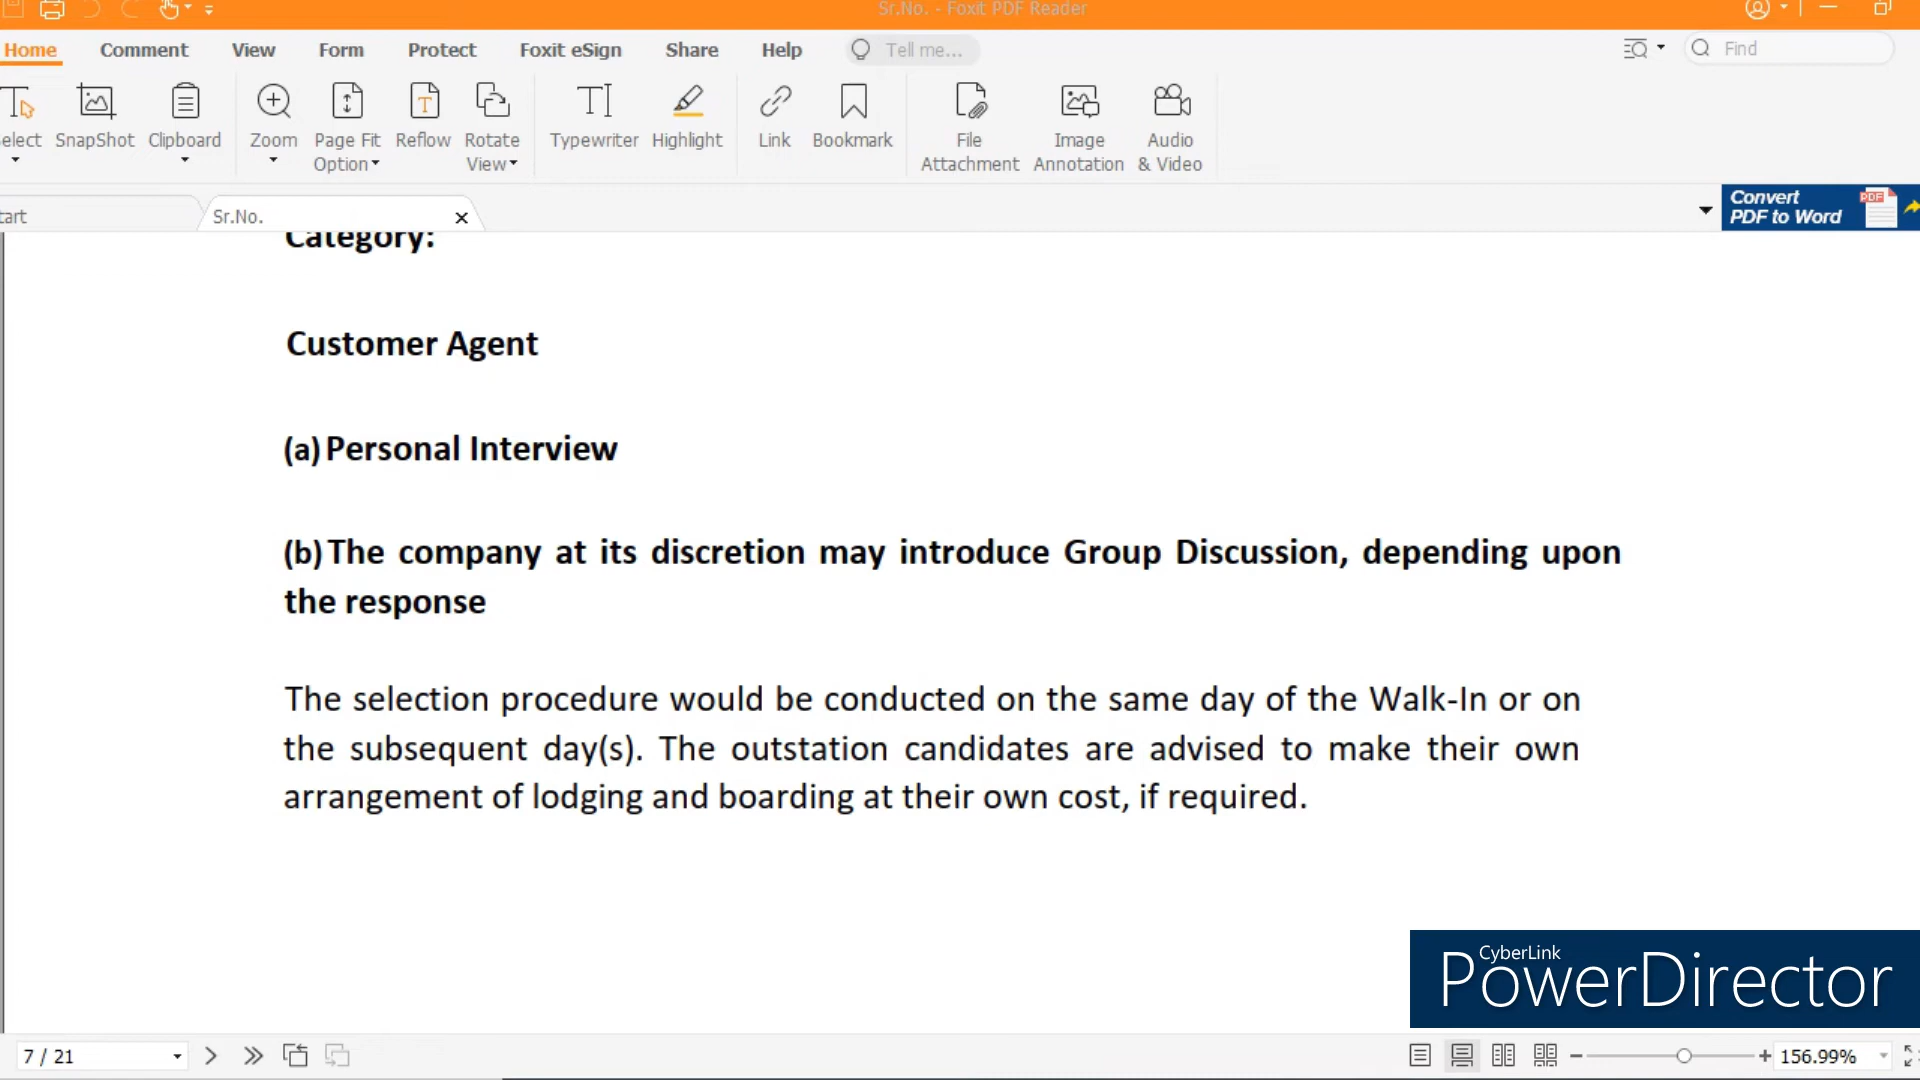 Sr.No. - Foxit PDF Reader
Home Comment View Form Protect Foxit eSign Share Help Tell me... Find
elect SnapShot Clipboard Zoom Page Fit Option Reflow Rotate View Typewriter Highlight Link Bookmark File Attachment Image Annotation Audio & Video
tart Sr.No.
Convert
PDF to Word
PDF
Category:
Customer Agent
(a) Personal Interview
(b) The company at its discretion may introduce Group Discussion, depending upon
the response
The selection procedure would be conducted on the same day of the Walk-In or on
the subsequent day(s). The outstation candidates are advised to make their own
arrangement of lodging and boarding at their own cost, if required.
CyberLink
PowerDirector
7 / 21 156.99%